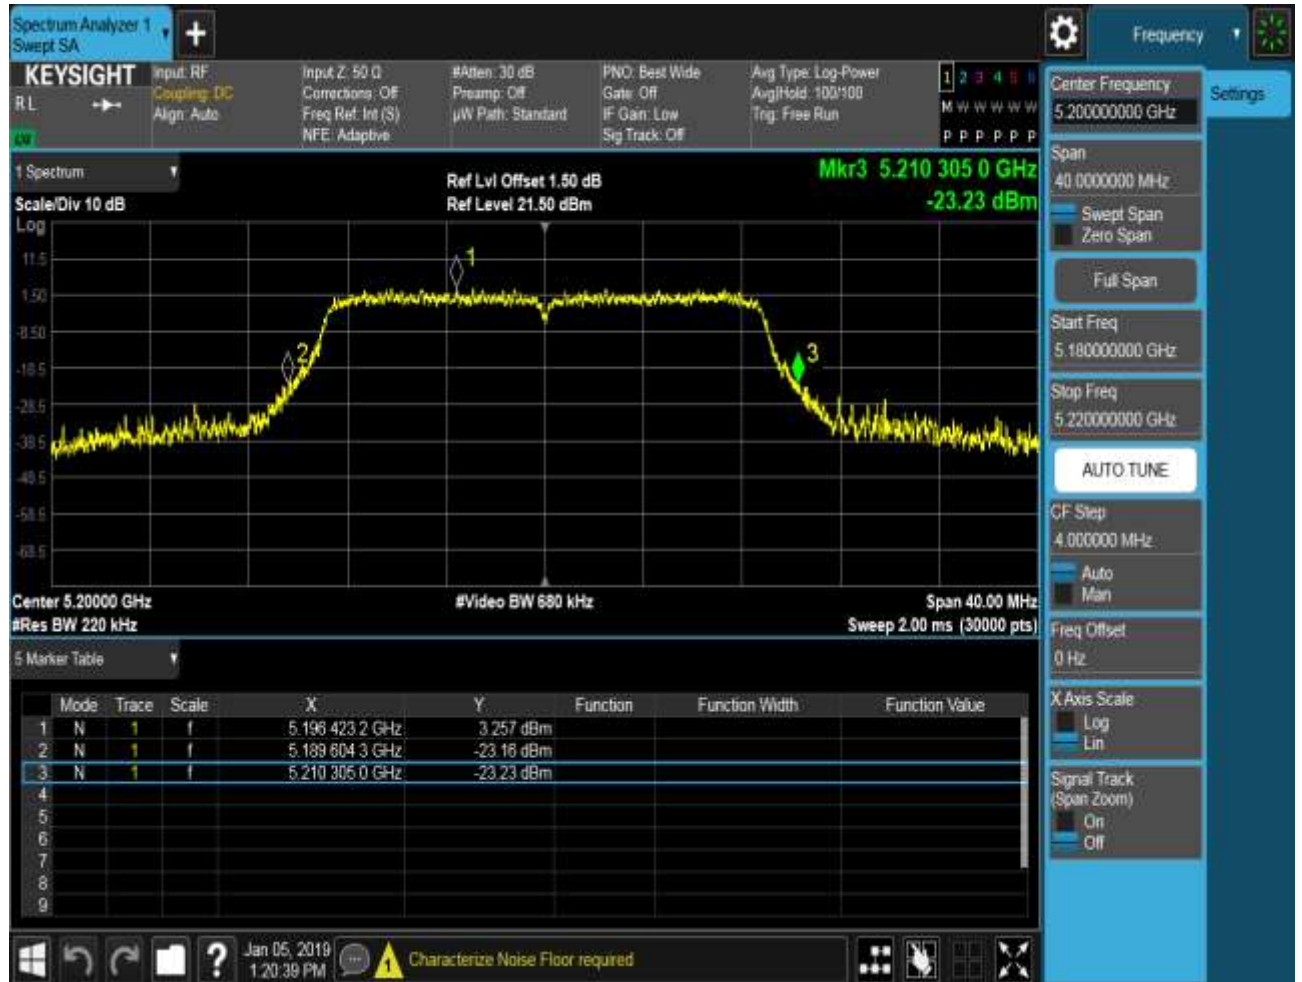 Spectrum Analyzer 1
Swept SA
Frequency
KEYSIGHT
RL
Input: RF
Coupling: DC
Align: Auto
Input Z: 50 Ω
Corrections: Off
Freq Ref: Int (S)
NFE: Adaptive
#Atten: 30 dB
Preamp: Off
µW Path: Standard
PNO: Best Wide
Gate: Off
IF Gain: Low
Sig Track: Off
Avg Type: Log-Power
Avg|Hold: 100/100
Trig: Free Run
1 2 3 4 5 6
M W W W W W
P P P P P P
1 Spectrum
Scale/Div 10 dB
Ref Lvl Offset 1.50 dB
Ref Level 21.50 dBm
Mkr3 5.210 305 0 GHz
-23.23 dBm
Log
11.5
1.50
-8.50
-18.5
-28.5
-38.5
-48.5
-58.5
-68.5
1
2
3
Center 5.20000 GHz
#Video BW 680 kHz
Span 40.00 MHz
#Res BW 220 kHz
Sweep 2.00 ms (30000 pts)
5 Marker Table
Mode Trace Scale X Y Function Function Width Function Value
1 N 1 f 5.196 423 2 GHz 3.257 dBm
2 N 1 f 5.189 604 3 GHz -23.16 dBm
3 N 1 f 5.210 305 0 GHz -23.23 dBm
4
5
6
7
8
9
Jan 05, 2019
1:20:39 PM
Characterize Noise Floor required
Settings
Center Frequency
5.200000000 GHz
Span
40.0000000 MHz
Swept Span
Zero Span
Full Span
Start Freq
5.180000000 GHz
Stop Freq
5.220000000 GHz
AUTO TUNE
CF Step
4.000000 MHz
Auto
Man
Freq Offset
0 Hz
X Axis Scale
Log
Lin
Signal Track
(Span Zoom)
On
Off